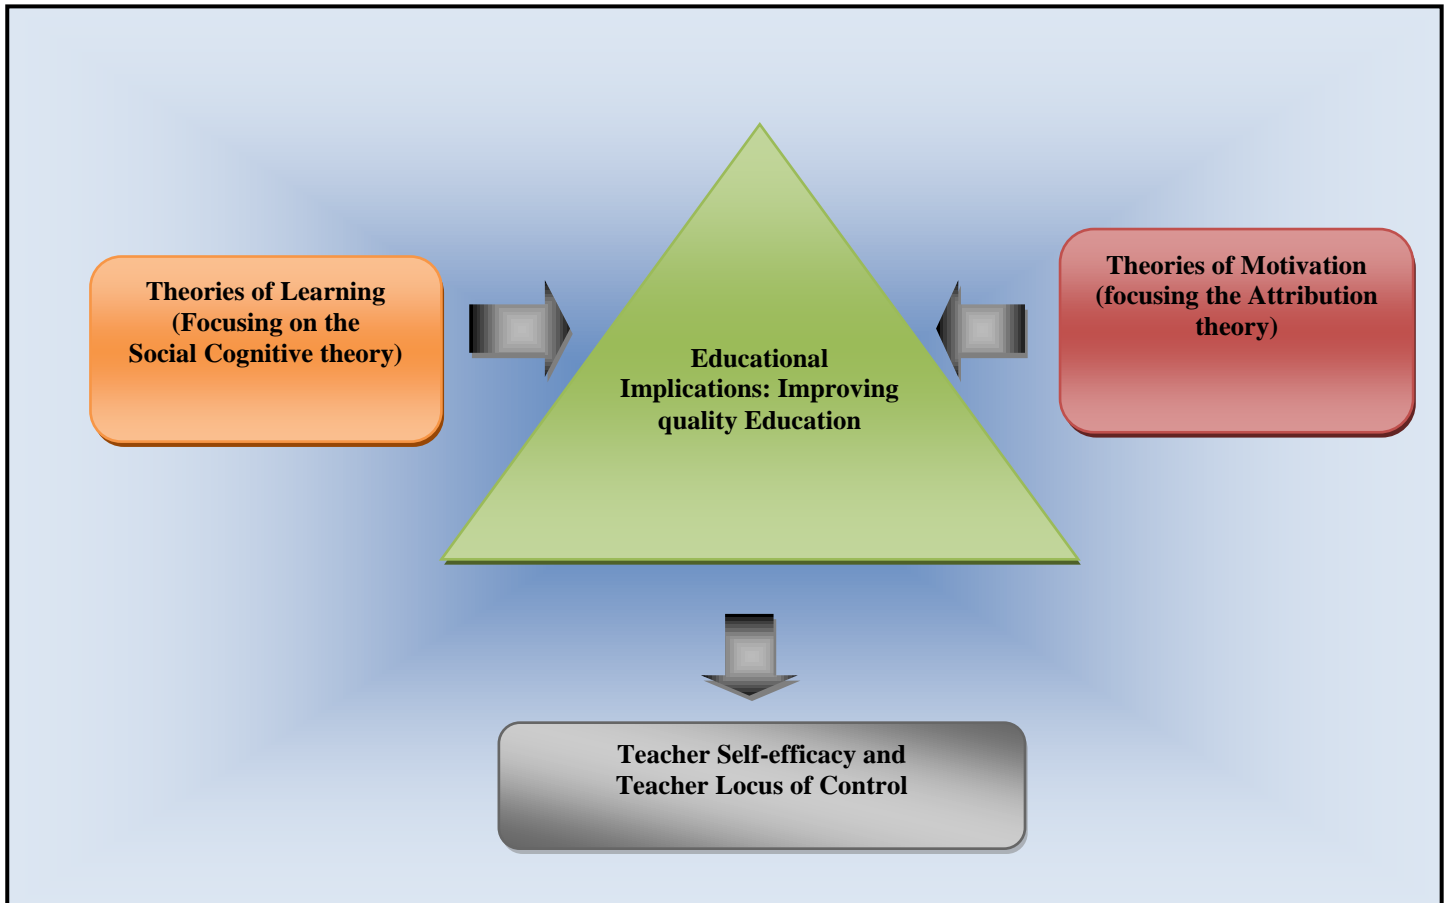 Theories of Learning
(Focusing on the
Social Cognitive theory)
Educational
Implications: Improving
quality Education
Theories of Motivation
(focusing the Attribution
theory)
Teacher Self-efficacy and
Teacher Locus of Control